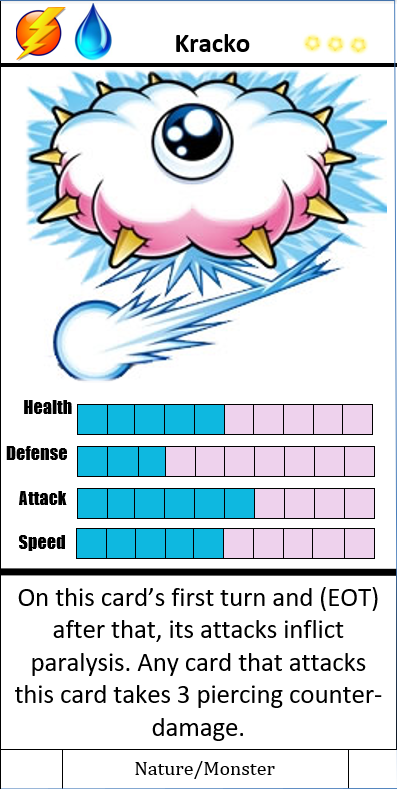 Kracko
Health
Defense
Attack
Speed
On this card’s first turn and (EOT)
after that, its attacks inflict
paralysis. Any card that attacks
this card takes 3 piercing counter-
damage.
Nature/Monster